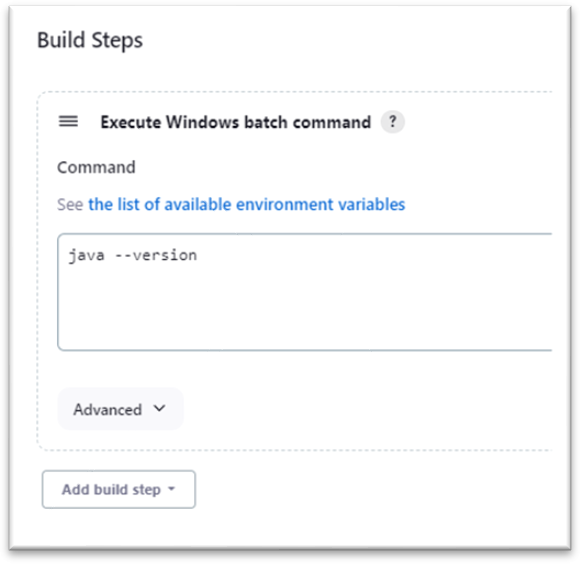 Build Steps
Execute Windows batch command ?
Command
See the list of available environment variables
java --version
Advanced
Add build step